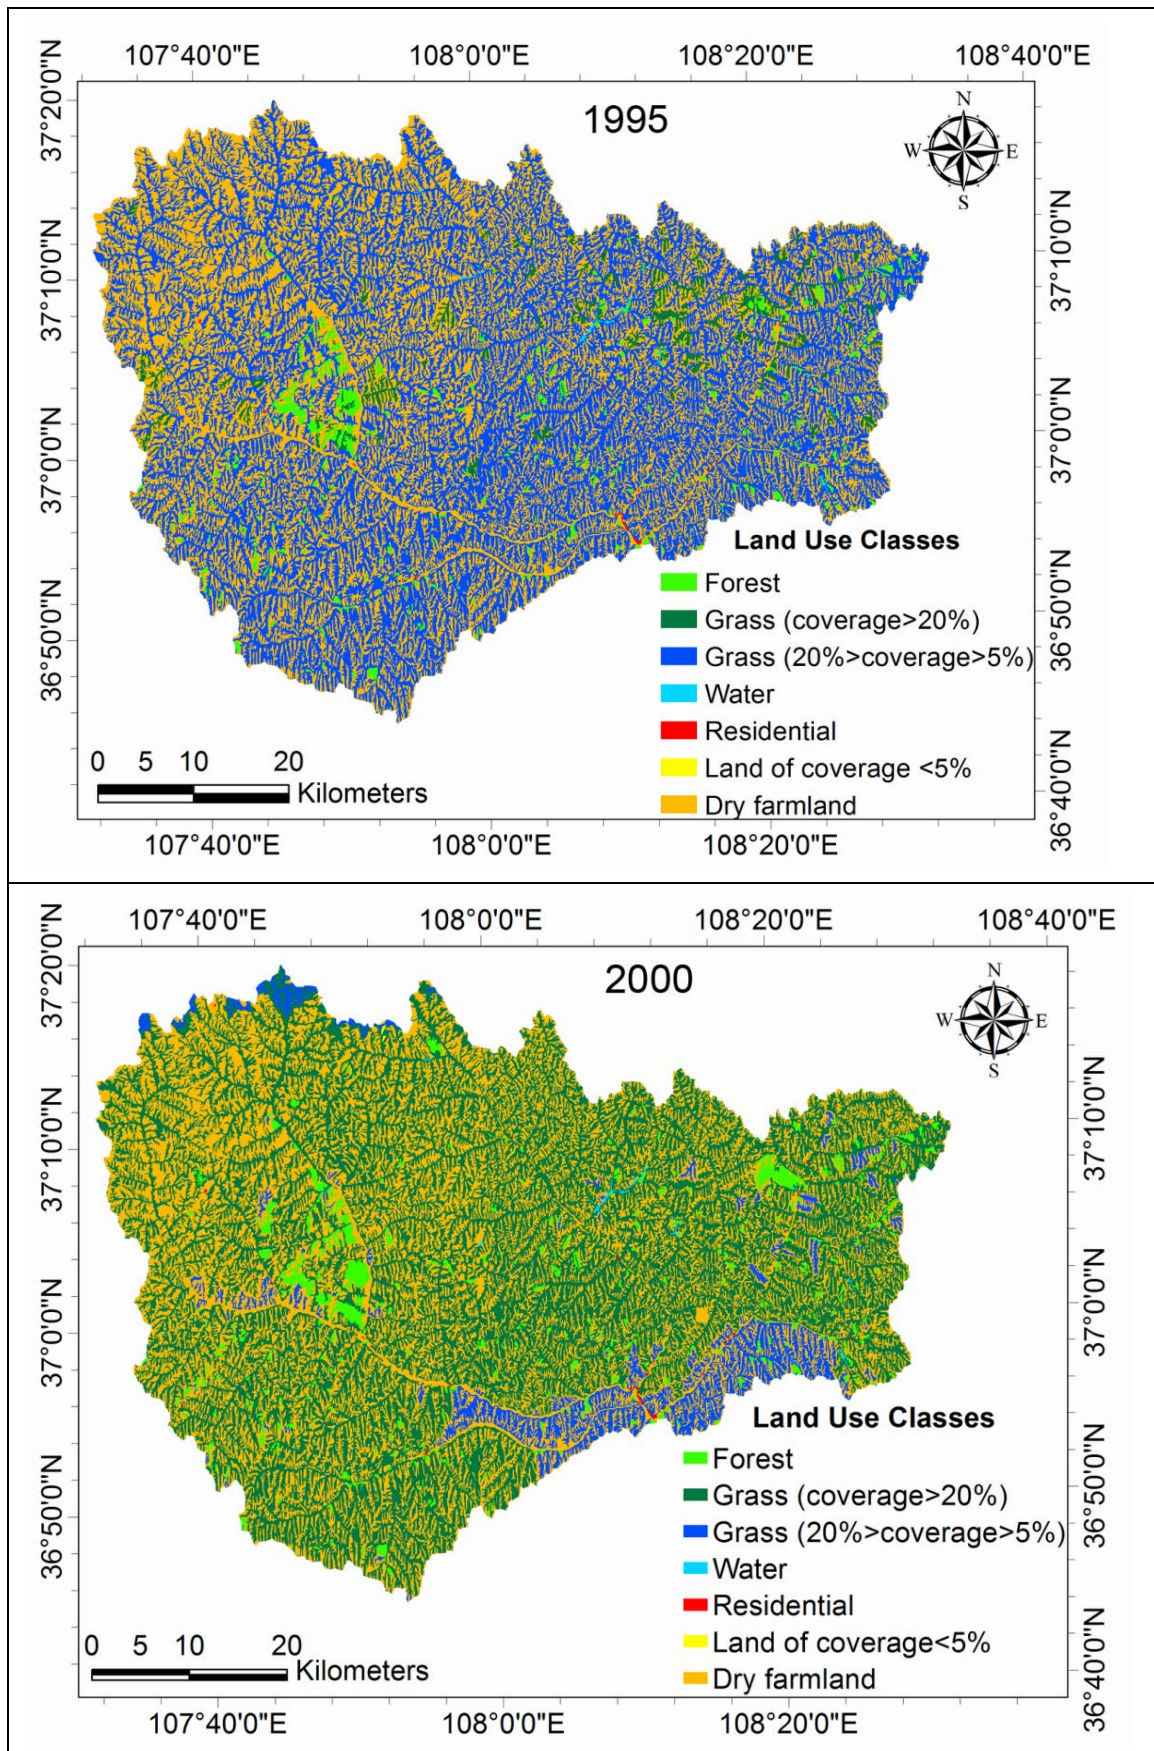 107°40'0"E 108°0'0"E 108°20'0"E 108°40'0"E
1995
N
W E
S
37°20'0"N
37°10'0"N
37°0'0"N
36°50'0"N
37°10'0"N
37°0'0"N
36°50'0"N
36°40'0"N
Land Use Classes
Forest
Grass (coverage>20%)
Grass (20%>coverage>5%)
Water
Residential
Land of coverage <5%
Dry farmland
0 5 10 20
Kilometers
107°40'0"E 108°0'0"E 108°20'0"E
107°40'0"E 108°0'0"E 108°20'0"E 108°40'0"E
2000
N
W E
S
37°20'0"N
37°10'0"N
37°0'0"N
36°50'0"N
37°10'0"N
37°0'0"N
36°50'0"N
36°40'0"N
Land Use Classes
Forest
Grass (coverage>20%)
Grass (20%>coverage>5%)
Water
Residential
Land of coverage<5%
Dry farmland
0 5 10 20
Kilometers
107°40'0"E 108°0'0"E 108°20'0"E